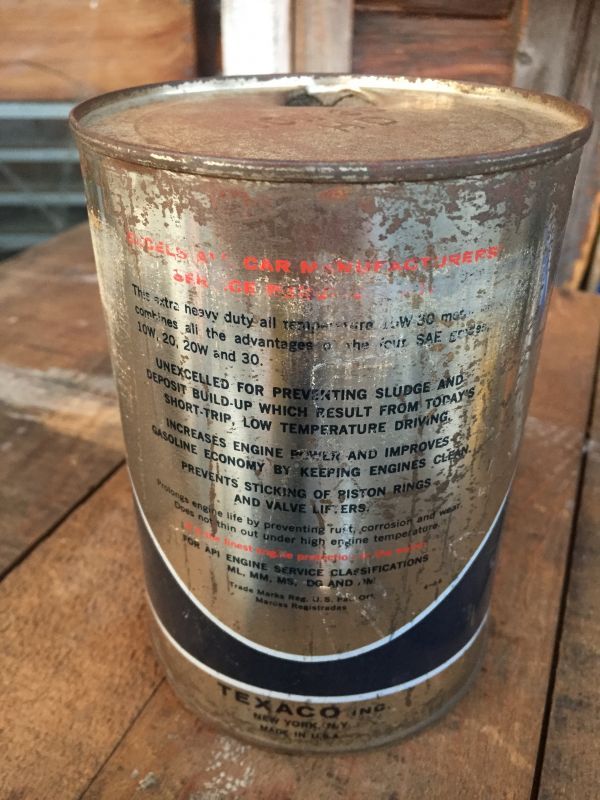 CAR MANUFACTURERS
This extra heavy duty all temperature 10W-30
combines all the advantages of the four SAE grades
10W, 20, 20W and 30.
UNEXCELLED FOR PREVENTING SLUDGE AND
DEPOSIT BUILD-UP WHICH RESULT FROM TODAY'S
SHORT-TRIP, LOW TEMPERATURE DRIVING.
INCREASES ENGINE POWER AND IMPROVES
GASOLINE ECONOMY BY KEEPING ENGINES CLEAN.
PREVENTS STICKING OF PISTON RINGS
AND VALVE LIFTERS.
Prolongs engine life by preventing rust, corrosion and wear.
Does not thin out under high engine temperature.
finest engine protection
FOR API ENGINE SERVICE CLASSIFICATIONS
ML, MM, MS, DG AND DM
Trade Marks Reg. U.S. Pat. Off.
Marcas Registradas
TEXACO INC.
NEW YORK, N.Y.
MADE IN U.S.A.